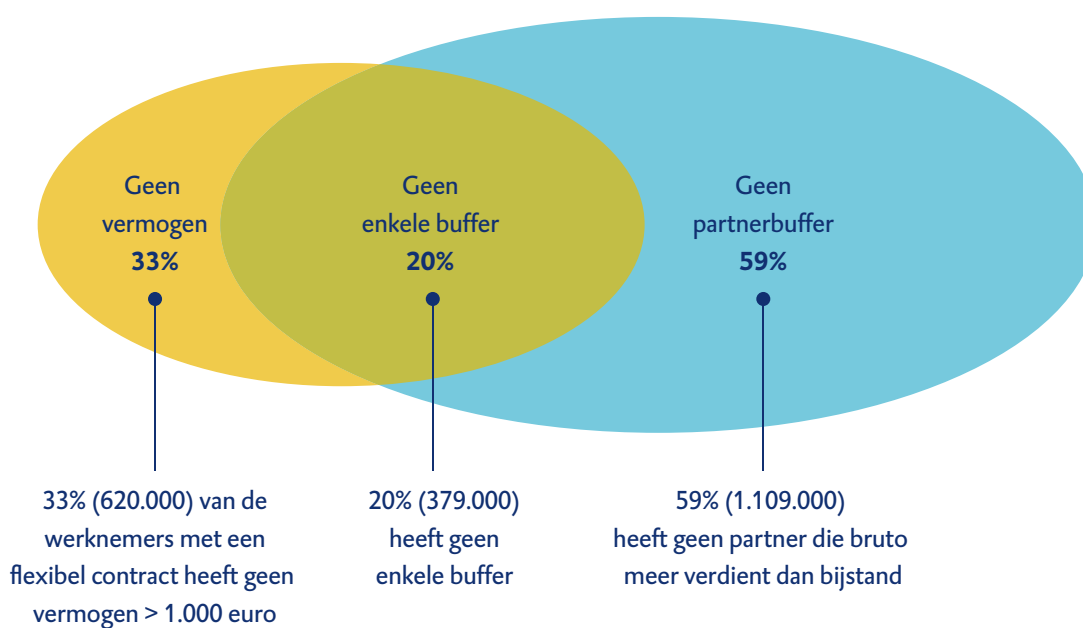 Geen
vermogen
33%
Geen
enkele buffer
20%
Geen
partnerbuffer
59%
33% (620.000) van de
werknemers met een
flexibel contract heeft geen
vermogen > 1.000 euro
20% (379.000)
heeft geen
enkele buffer
59% (1.109.000)
heeft geen partner die bruto
meer verdient dan bijstand